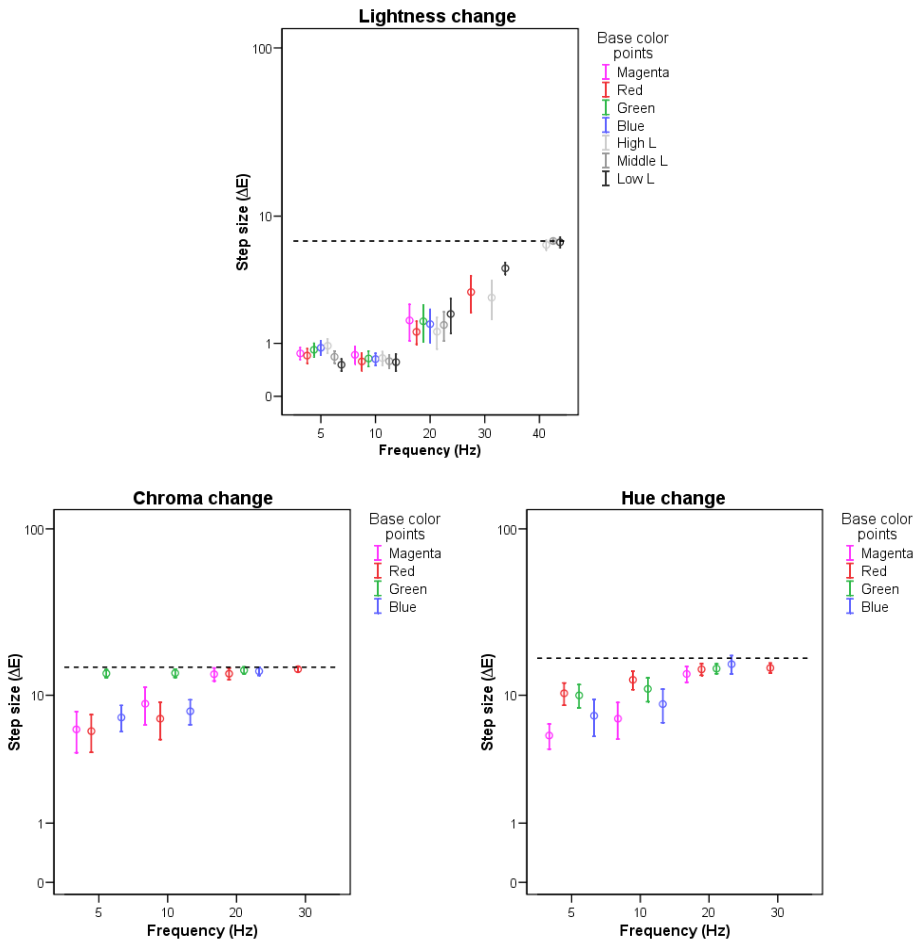 Lightness change
Base color
points
Magenta
Red
Green
Blue
High L
Middle L
Low L
Step size (ΔE)
100
10
1
0
5 10 20 30 40
Frequency (Hz)
Chroma change
Base color
points
Magenta
Red
Green
Blue
Step size (ΔE)
100
10
1
0
5 10 20 30
Frequency (Hz)
Hue change
Base color
points
Magenta
Red
Green
Blue
Step size (ΔE)
100
10
1
0
5 10 20 30
Frequency (Hz)